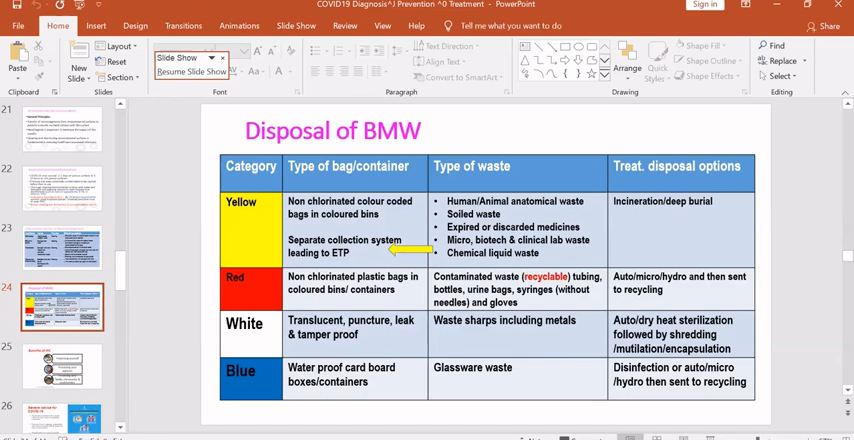 COVID19 Diagnosis^J Prevention ^0 Treatment - PowerPoint
Sign in
File Home Insert Design Transitions Animations Slide Show Review View Help Tell me what you want to do
Share
Paste
New
Slide
Layout
Reset
Section
Slide Show
Resume Slide Show
Text Direction
Align Text
Convert to SmartArt
Arrange
Quick
Styles
Shape Fill
Shape Outline
Shape Effects
Find
Replace
Select
Clipboard
Slides
Font
Paragraph
Drawing
Editing
21
22
23
24
25
26
Disposal of BMW
Category
Type of bag/container
Type of waste
Treat. disposal options
Yellow
Non chlorinated colour coded
bags in coloured bins
Separate collection system
leading to ETP
• Human/Animal anatomical waste
• Soiled waste
• Expired or discarded medicines
• Micro, biotech & clinical lab waste
• Chemical liquid waste
Incineration/deep burial
Red
Non chlorinated plastic bags in
coloured bins/ containers
Contaminated waste (recyclable) tubing,
bottles, urine bags, syringes (without
needles) and gloves
Auto/micro/hydro and then sent
to recycling
White
Translucent, puncture, leak
& tamper proof
Waste sharps including metals
Auto/dry heat sterilization
followed by shredding
/mutilation/encapsulation
Blue
Water proof card board
boxes/containers
Glassware waste
Disinfection or auto/micro
/hydro then sent to recycling